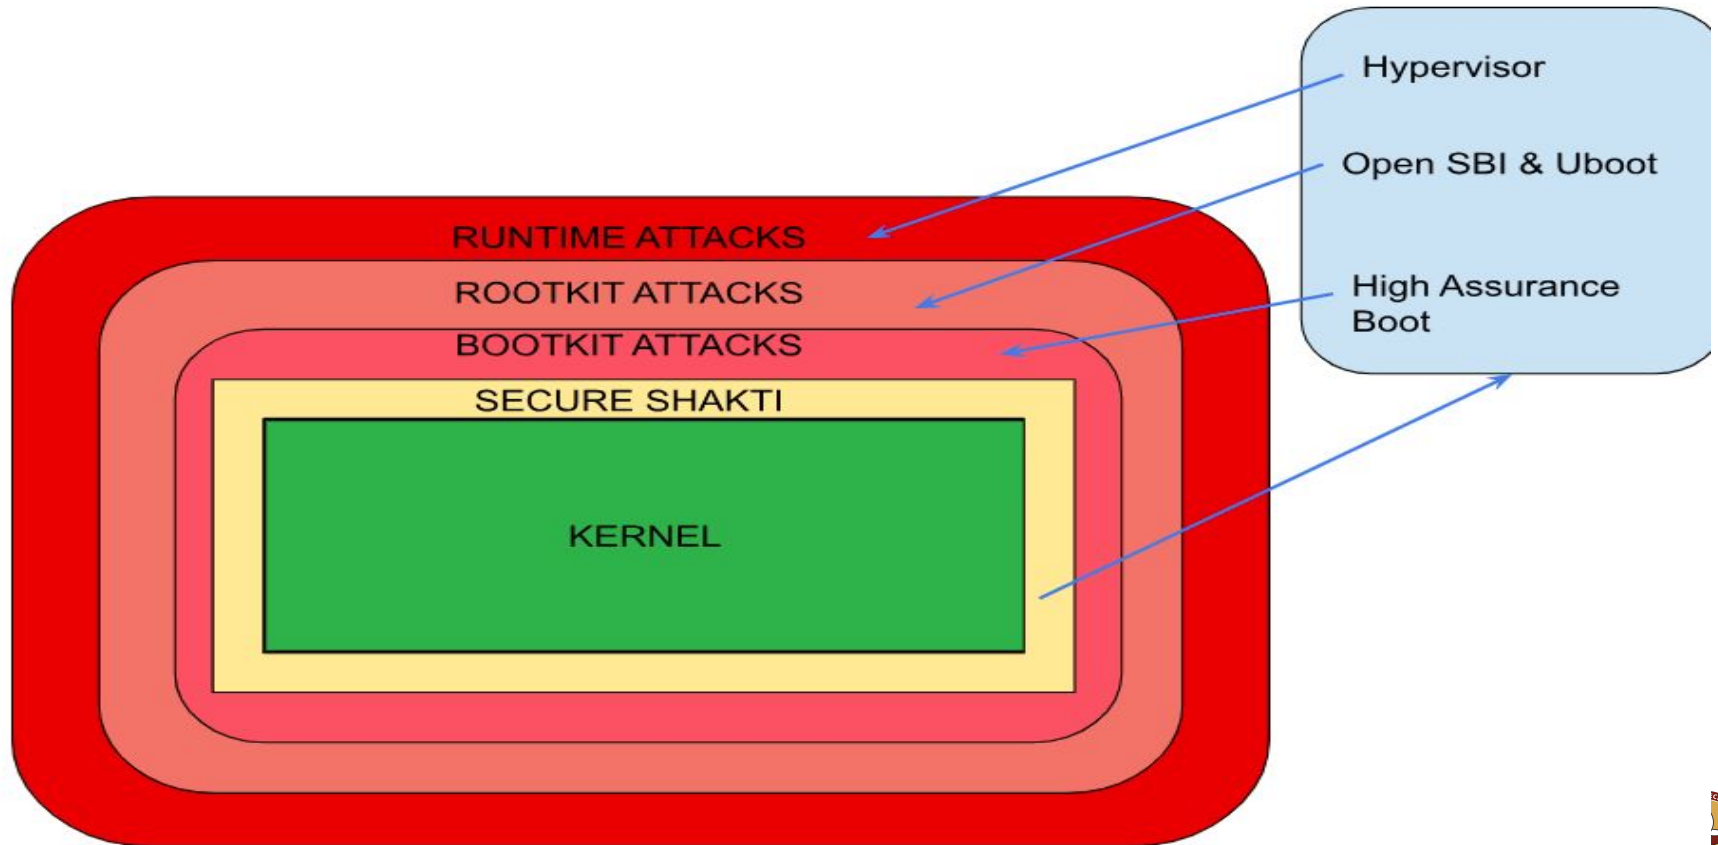 Hypervisor
Open SBI & Uboot
RUNTIME ATTACKS
ROOTKIT ATTACKS
High Assurance
Boot
BOOTKIT ATTACKS
SECURE SHAKTI
KERNEL